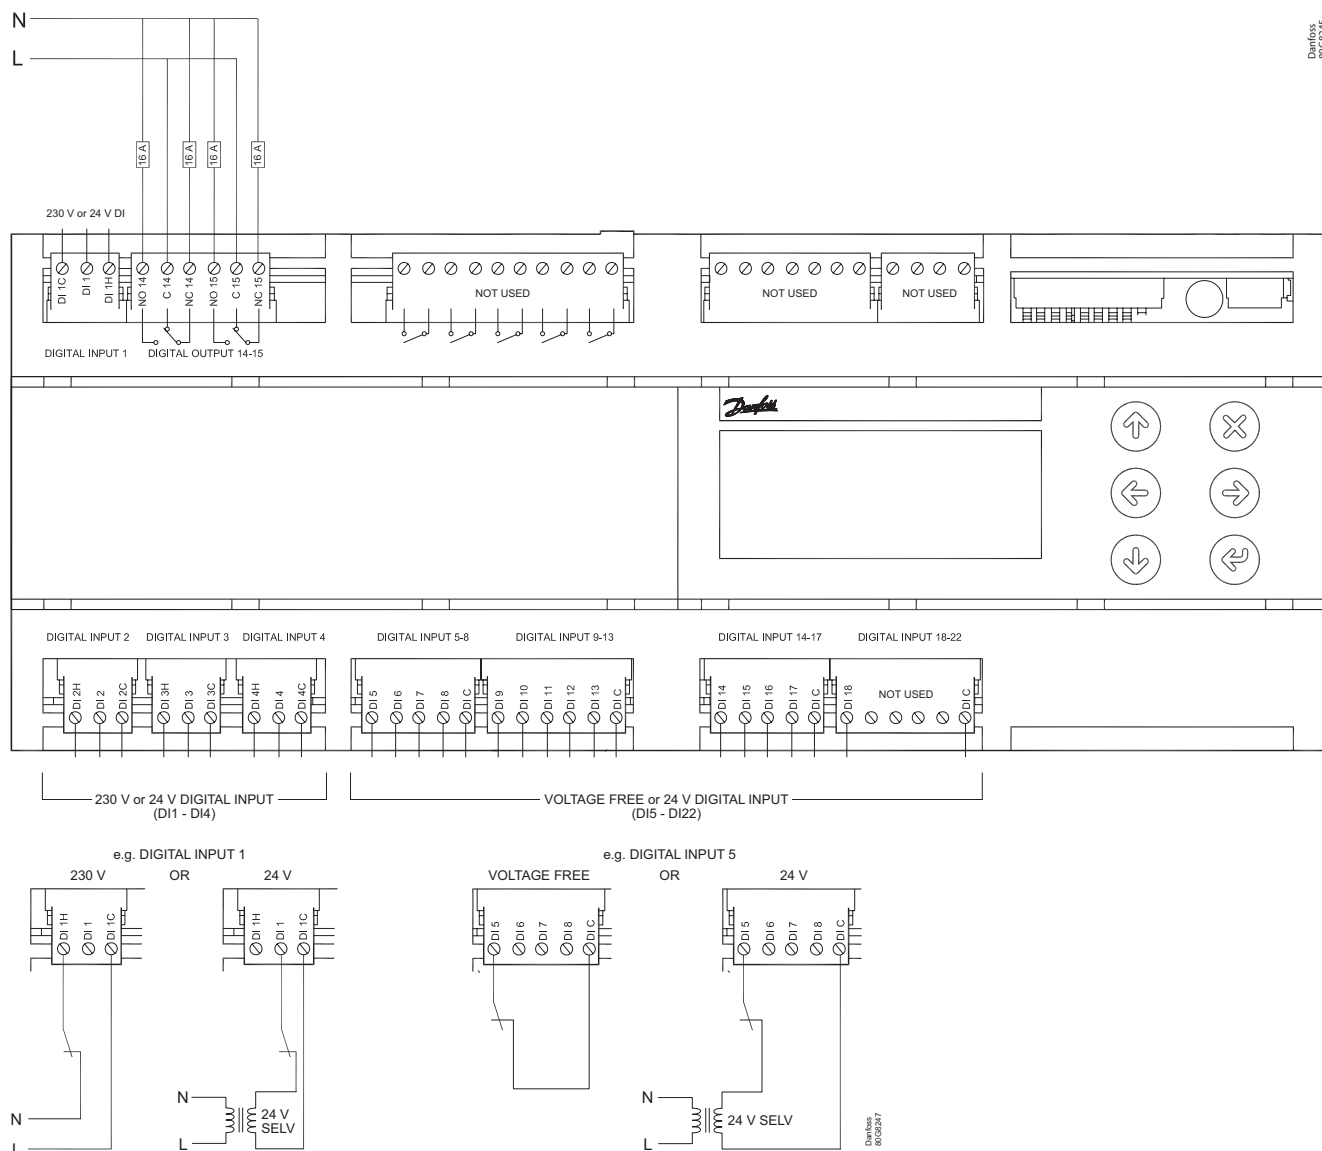 N
L
Danfoss
16 A
16 A
16 A
16 A
230 V or 24 V DI
DI 1C
DI 1
DI 1H
NO 14
C 14
NC 14
NO 15
C 15
NC 15
NOT USED
NOT USED
NOT USED
DIGITAL INPUT 1
DIGITAL OUTPUT 14-15
Danfoss
DIGITAL INPUT 2
DIGITAL INPUT 3
DIGITAL INPUT 4
DIGITAL INPUT 5-8
DIGITAL INPUT 9-13
DIGITAL INPUT 14-17
DIGITAL INPUT 18-22
DI 2H
DI 2
DI 2C
DI 3H
DI 3
DI 3C
DI 4H
DI 4
DI 4C
DI 5
DI 6
DI 7
DI 8
DI C
DI 9
DI 10
DI 11
DI 12
DI 13
DI C
DI 14
DI 15
DI 16
DI 17
DI C
DI 18
NOT USED
DI C
230 V or 24 V DIGITAL INPUT
(DI1 - DI4)
VOLTAGE FREE or 24 V DIGITAL INPUT
(DI5 - DI22)
e.g. DIGITAL INPUT 1
230 V
OR
24 V
e.g. DIGITAL INPUT 5
VOLTAGE FREE
OR
24 V
DI 1H
DI 1
DI 1C
DI 1H
DI 1
DI 1C
DI 5
DI 6
DI 7
DI 8
DI C
DI 5
DI 6
DI 7
DI 8
DI C
N
L
N
L
24 V
SELV
N
L
24 V SELV
Danfoss
80G8247